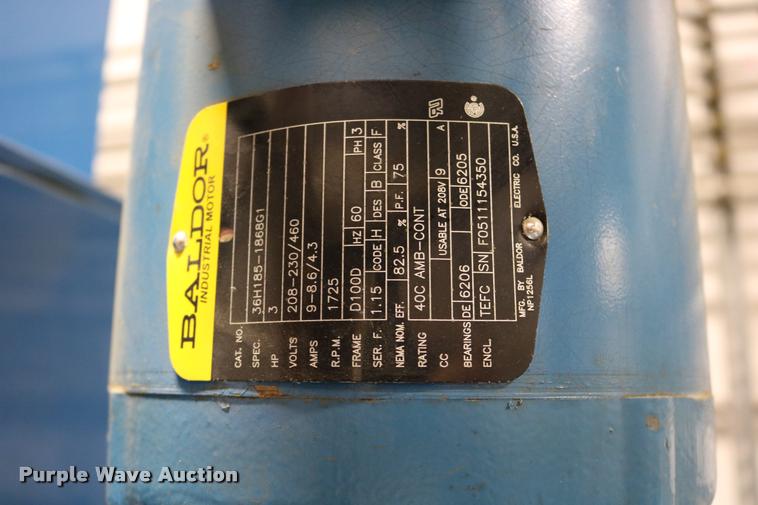 BALDOR®
INDUSTRIAL MOTOR
CAT. NO.
SPEC. 36H185-1868G1
HP 3
VOLTS 208-230/460
AMPS 9-8.6/4.3
R.P.M. 1725
FRAME D100D HZ 60 PH 3
SER. F. 1.15 CODE H DES B CLASS F
NEMA NOM. EFF. 82.5 % P.F. 75 %
RATING 40C AMB-CONT
CC USABLE AT 208V 9 A
BEARINGS DE 6206 ODE 6205
ENCL. TEFC SN F0511154350
MFG. BY BALDOR ELECTRIC CO. U.S.A.
NP1256L
Purple Wave Auction